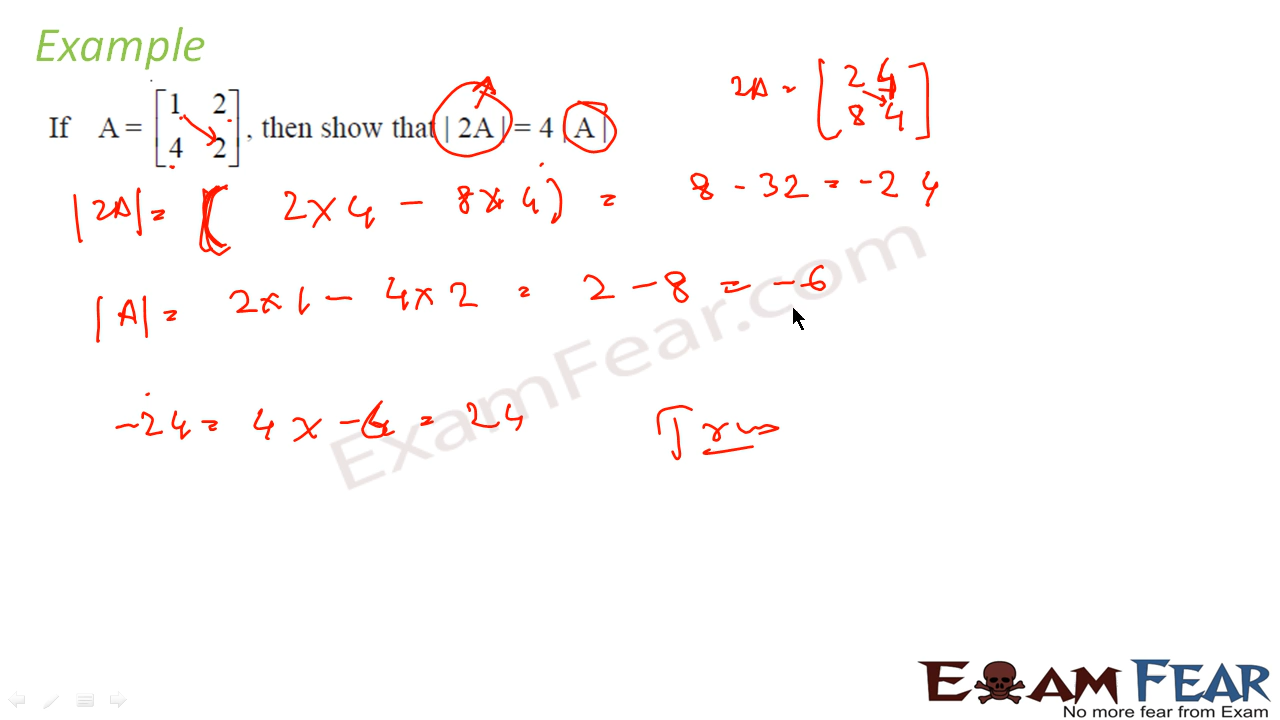 Example
If A = [1 2 4 2], then show that | 2A | = 4 | A |
2A = [2 4 8 4]
|2A| = ( 2 x 4 - 8 x 4 ) = 8 - 32 = -24
|A| = 2 x 1 - 4 x 2 = 2 - 8 = -6
-24 = 4 x -6 = 24
True
ExamFear.com
EXAM FEAR
No more fear from Exam